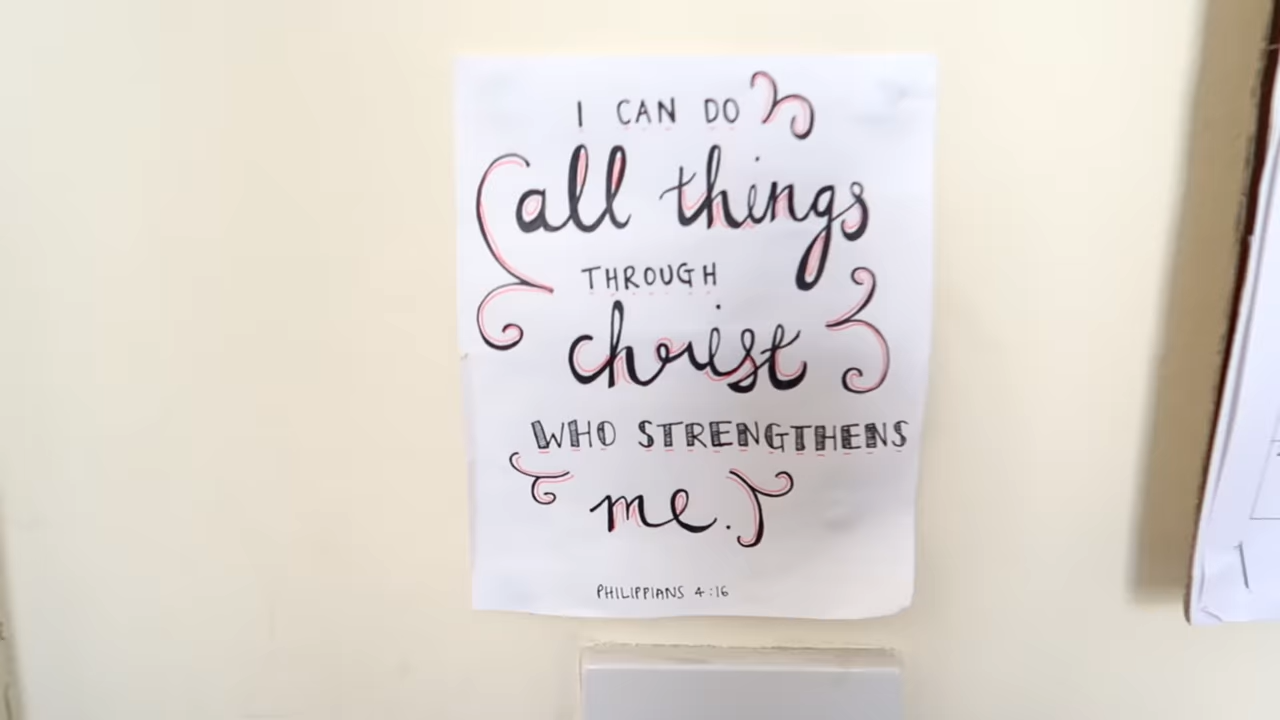 I CAN DO
all things
THROUGH
christ
WHO STRENGTHENS
me.
PHILIPPIANS 4:16